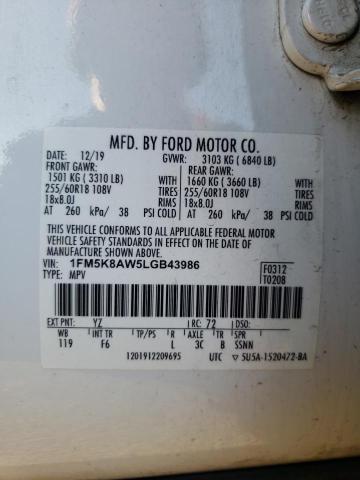 MFD. BY FORD MOTOR CO.
DATE: 12/19 GVWR: 3103 KG ( 6840 LB)
FRONT GAWR: REAR GAWR:
1501 KG ( 3310 LB) 1660 KG ( 3660 LB)
255/60R18 108V TIRES 255/60R18 108V TIRES
18x8.0J RIMS 18x8.0J RIMS
AT 260 kPa/ 38 PSI COLD AT 260 kPa/ 38 PSI COLD
THIS VEHICLE CONFORMS TO ALL APPLICABLE FEDERAL MOTOR
VEHICLE SAFETY AND THEFT PREVENTION STANDARDS IN EFFECT ON THE DATE OF MANUFACTURE
SHOWN ABOVE.
VIN: 1FM5K8AW5LGB43986 F0312
TYPE: MPV T0208
EXT PNT: YZ RC: 72 DSO:
WB INT TR TP/PS R AXLE TR SPR
119 F6 L 3C B SSNN
1201912209695 UTC 5U5A-1520472-BA